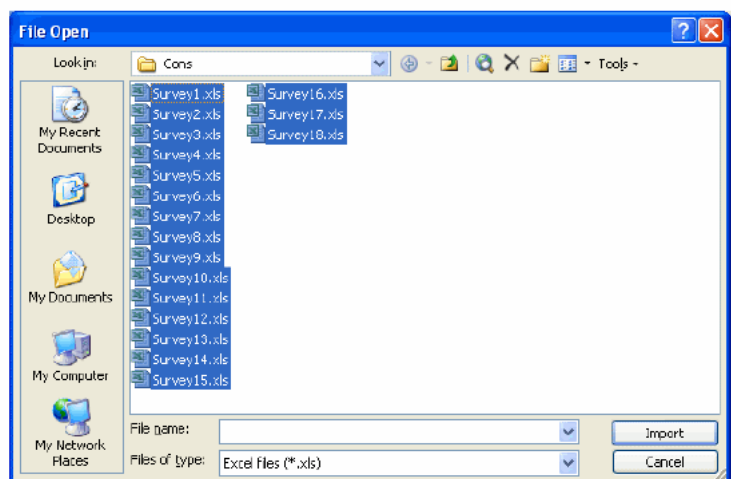 File Open
Look in: Cons Tools
Survey1.xls
Survey2.xls
Survey3.xls
Survey4.xls
Survey5.xls
Survey6.xls
Survey7.xls
Survey8.xls
Survey9.xls
Survey10.xls
Survey11.xls
Survey12.xls
Survey13.xls
Survey14.xls
Survey15.xls
Survey16.xls
Survey17.xls
Survey18.xls
My Recent
Documents
Desktop
My Documents
My Computer
My Network
Places
File name:
Import
Files of type: Excel files (*.xls)
Cancel